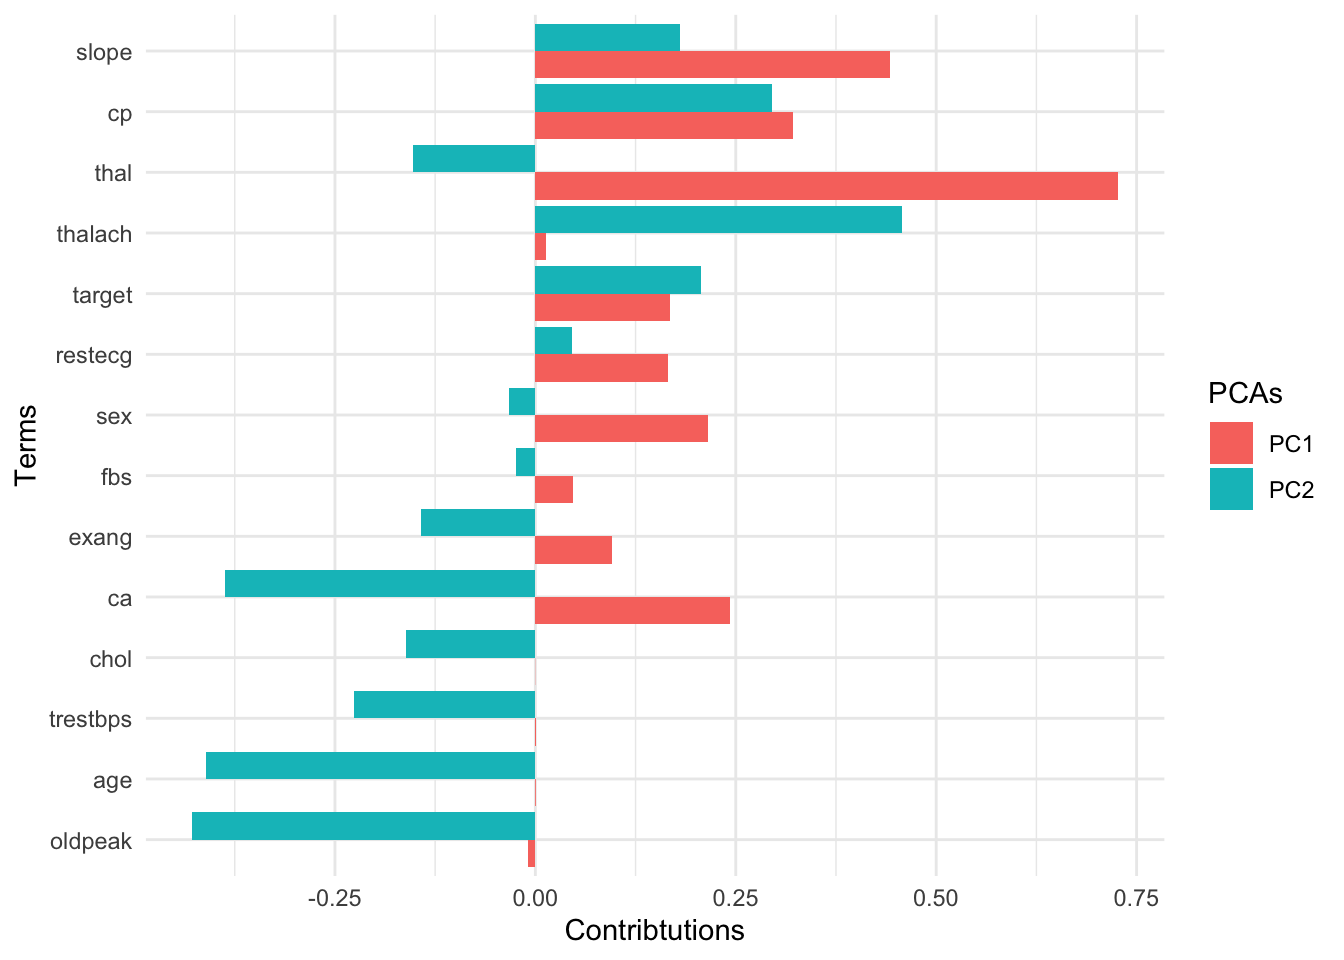 slope
cp
thal
thalach
target
restecg
sex
fbs
exang
ca
chol
trestbps
age
oldpeak
Terms
-0.25 0.00 0.25 0.50 0.75
Contribtutions
PCAs
PC1
PC2